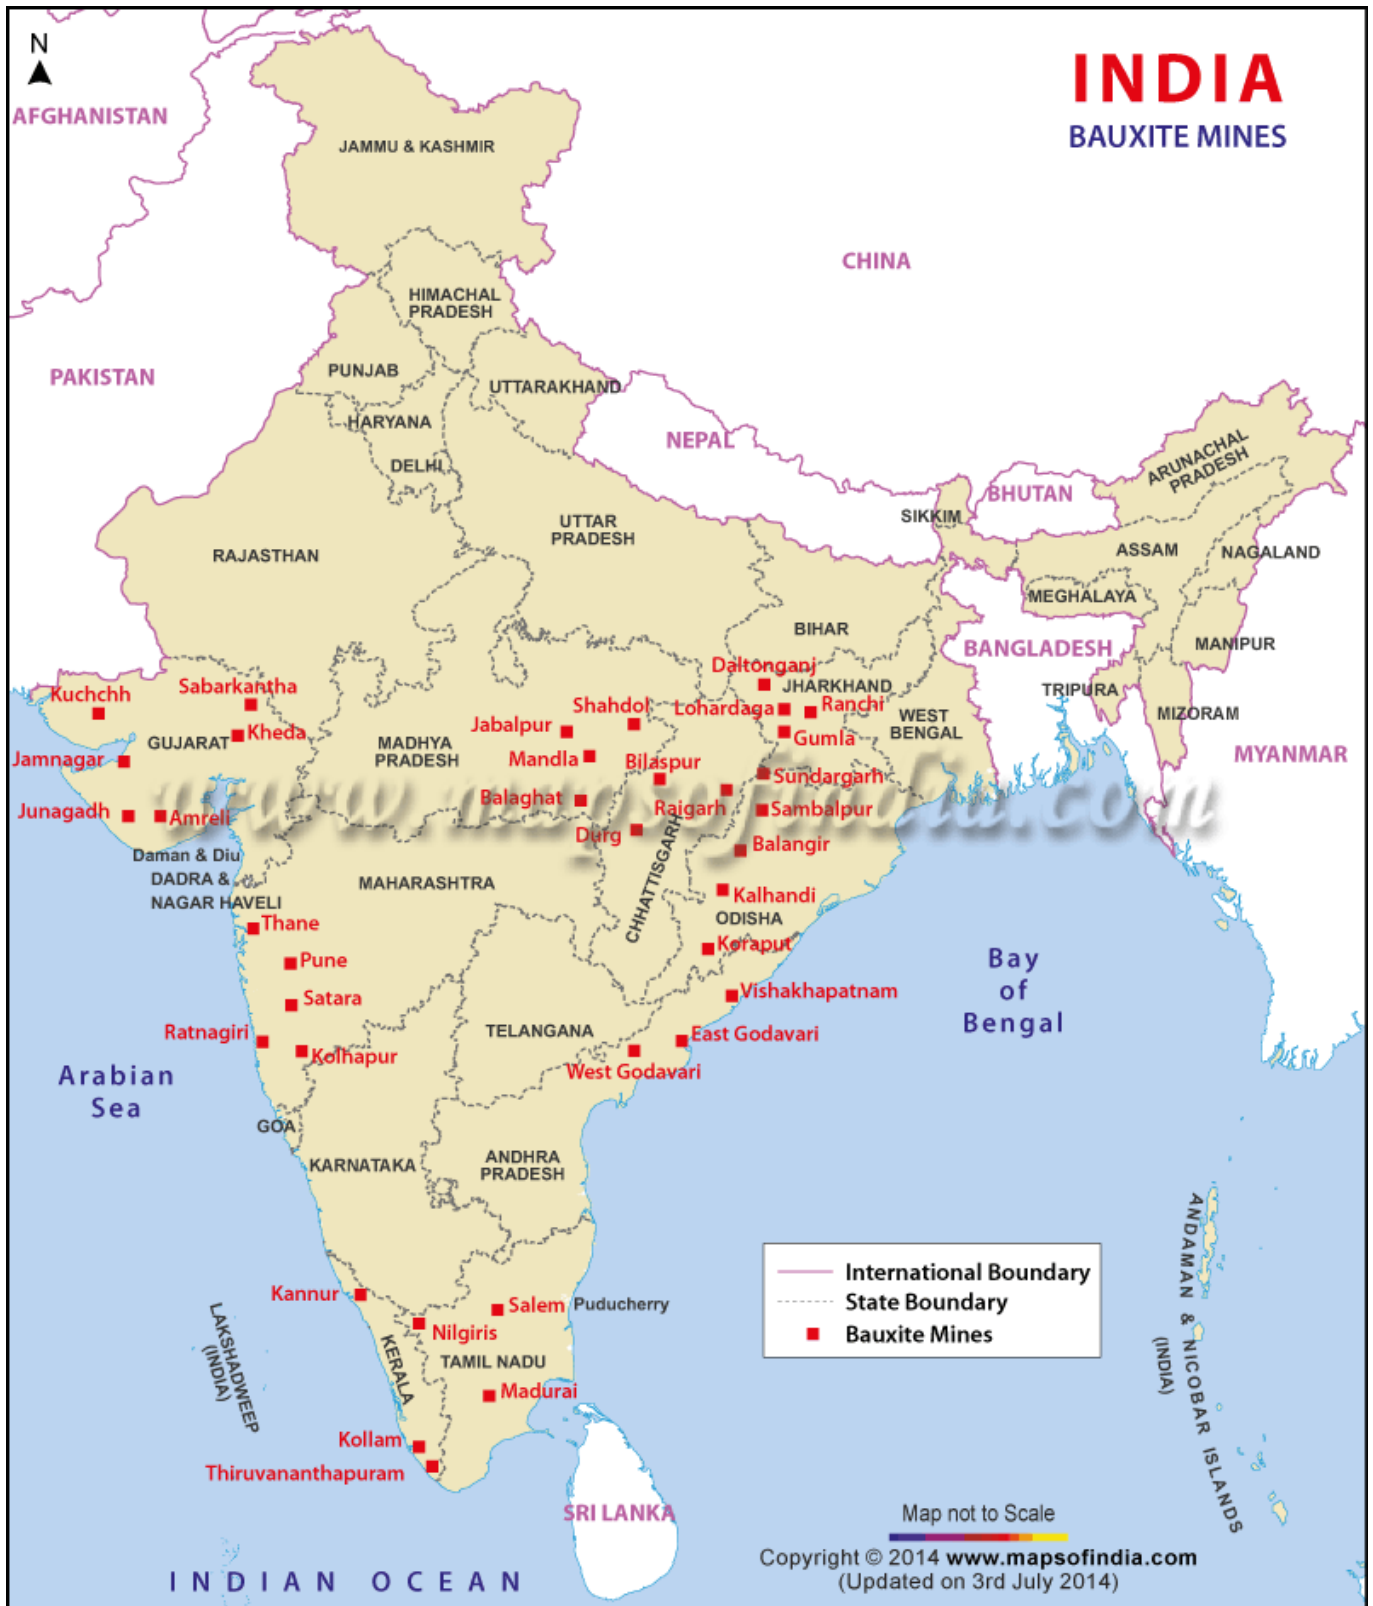 N
INDIA
BAUXITE MINES
AFGHANISTAN
JAMMU & KASHMIR
CHINA
HIMACHAL
PRADESH
PAKISTAN
PUNJAB
UTTARAKHAND
HARYANA
NEPAL
DELHI
ARUNACHAL
PRADESH
BHUTAN
SIKKIM
UTTAR
PRADESH
RAJASTHAN
ASSAM
NAGALAND
MEGHALAYA
BIHAR
MANIPUR
BANGLADESH
Daltonganj
Kuchchh
Sabarkantha
JHARKHAND
TRIPURA
Shahdol
Lohardaga
Ranchi
MIZORAM
WEST
BENGAL
Jabalpur
Kheda
GUJARAT
MADHYA
PRADESH
Gumla
MYANMAR
Jamnagar
Mandla
Bilaspur
Sundargarh
www.mapsofindia.com
Balaghat
Raigarh
Sambalpur
Junagadh
Amreli
Durg
Balangir
Daman & Diu
DADRA &
NAGAR HAVELI
MAHARASHTRA
CHHATTISGARH
Kalhandi
ODISHA
Thane
Koraput
Pune
Bay
of
Bengal
Vishakhapatnam
Satara
Ratnagiri
TELANGANA
East Godavari
Kolhapur
West Godavari
Arabian
Sea
GOA
KARNATAKA
ANDHRA
PRADESH
ANDAMAN & NICOBAR ISLANDS
(INDIA)
International Boundary
State Boundary
Bauxite Mines
Kannur
Salem
Puducherry
Nilgiris
LAKSHADWEEP
(INDIA)
KERALA
TAMIL NADU
Madurai
Kollam
Thiruvananthapuram
SRI LANKA
Map not to Scale
Copyright © 2014 www.mapsofindia.com
(Updated on 3rd July 2014)
INDIAN OCEAN